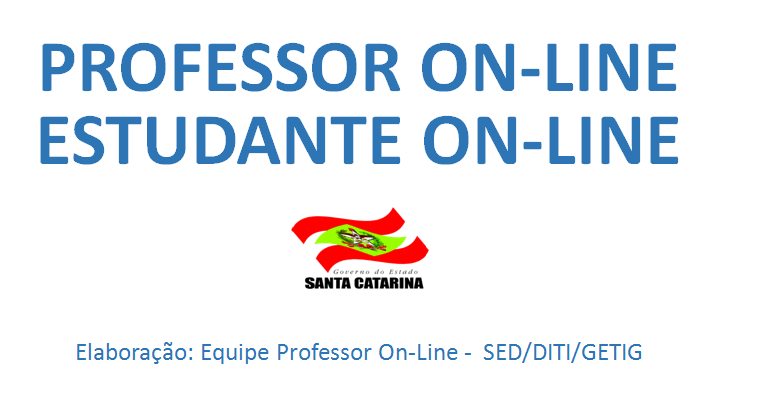 PROFESSOR ON-LINE
ESTUDANTE ON-LINE
Governo do Estado
SANTA CATARINA
Elaboração: Equipe Professor On-Line - SED/DITI/GETIG